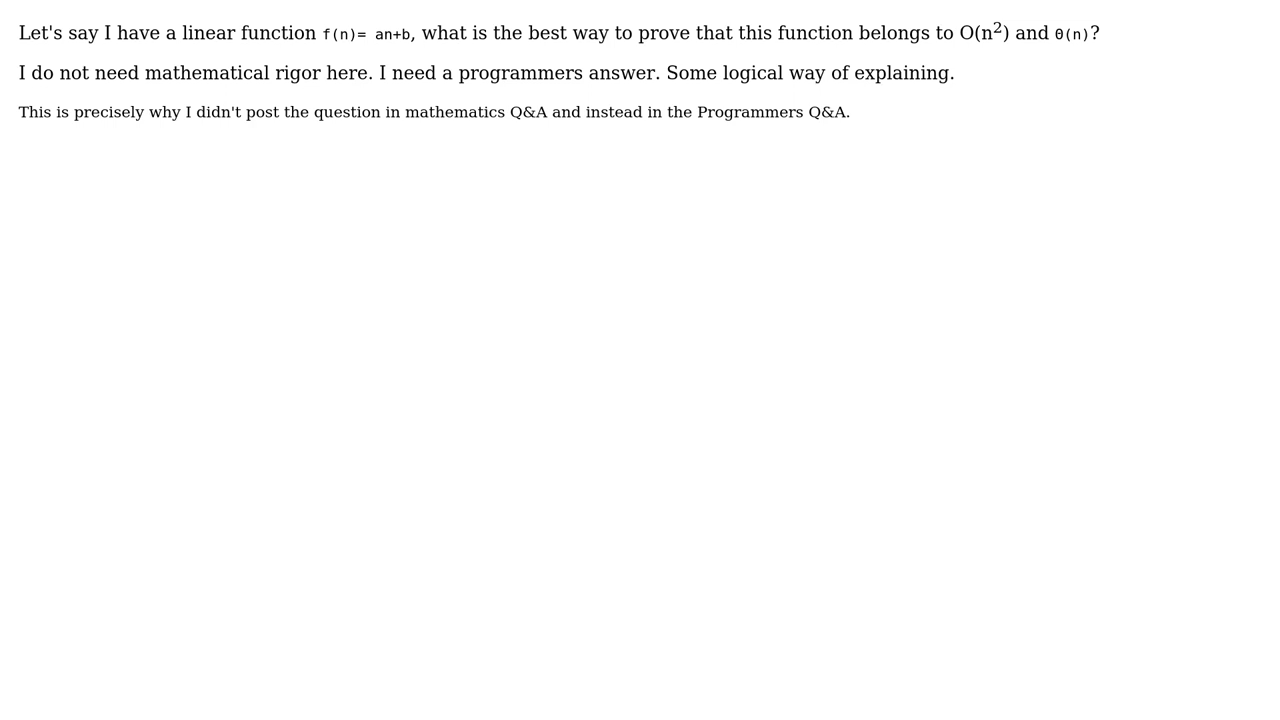 Let's say I have a linear function f(n)= an+b, what is the best way to prove that this function belongs to O(n²) and Θ(n)?
I do not need mathematical rigor here. I need a programmers answer. Some logical way of explaining.
This is precisely why I didn't post the question in mathematics Q&A and instead in the Programmers Q&A.